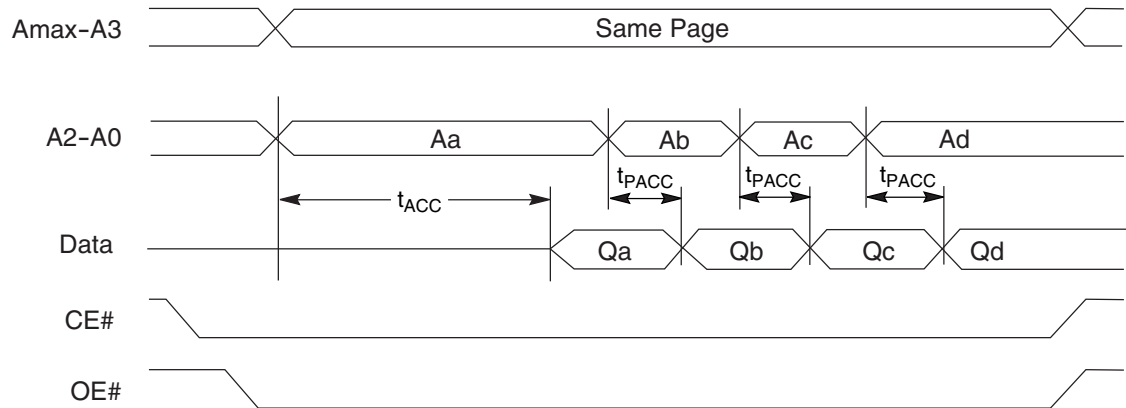 Amax-A3 Same Page
A2-A0 Aa Ab Ac Ad
tACC tPACC tPACC tPACC
Data Qa Qb Qc Qd
CE#
OE#